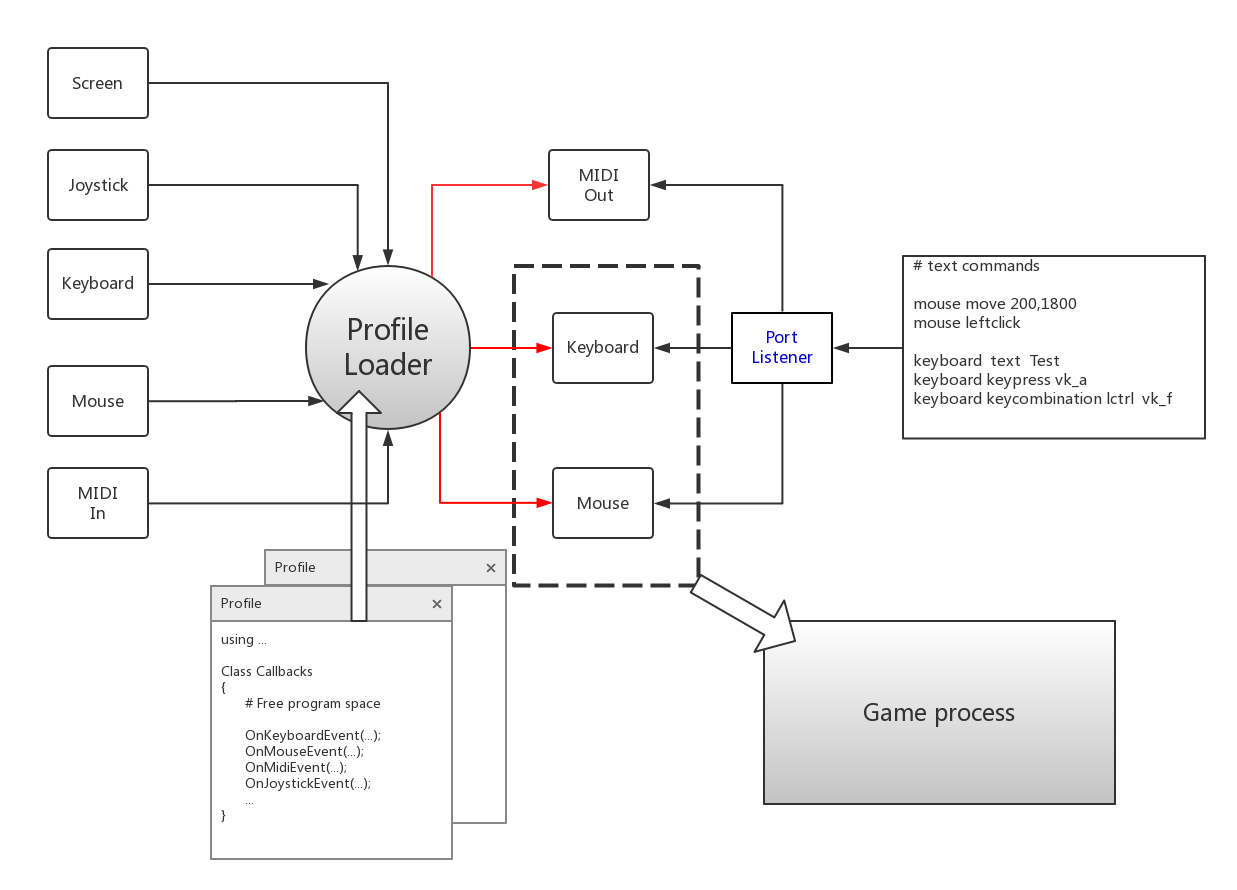 Screen
Joystick
Keyboard
Mouse
MIDI
In
Profile
Loader
MIDI
Out
Keyboard
Mouse
Port
Listener
# text commands
mouse move 200,1800
mouse leftclick
keyboard  text  Test
keyboard keypress vk_a
keyboard keycombination lctrl  vk_f
Profile
Profile
using ...
Class Callbacks
{
# Free program space
OnKeyboardEvent(...);
OnMouseEvent(...);
OnMidiEvent(...);
OnJoystickEvent(...);
...
}
Game process